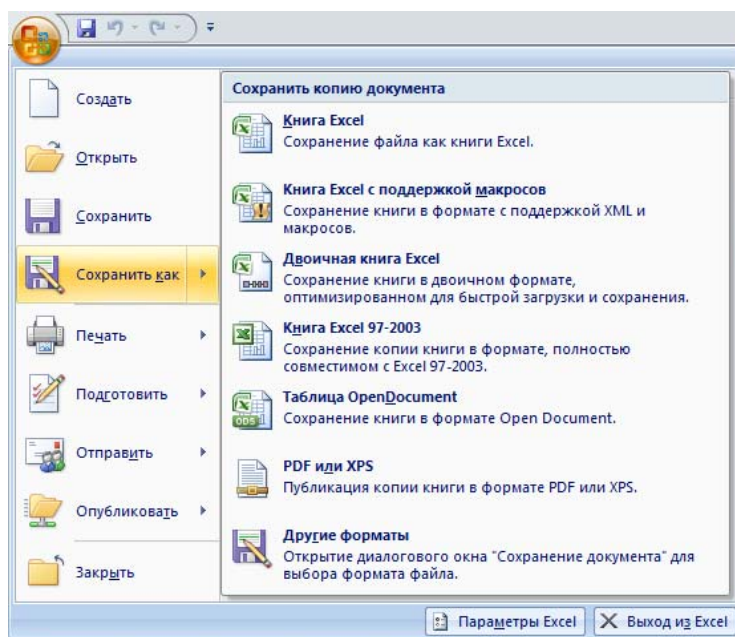 Создать
Открыть
Сохранить
Сохранить как
Печать
Подготовить
Отправить
Опубликовать
Закрыть
Сохранить копию документа
Книга Excel
Сохранение файла как книги Excel.
Книга Excel с поддержкой макросов
Сохранение книги в формате с поддержкой XML и
макросов.
Двоичная книга Excel
Сохранение книги в двоичном формате,
оптимизированном для быстрой загрузки и сохранения.
Книга Excel 97-2003
Сохранение копии книги в формате, полностью
совместимом с Excel 97-2003.
Таблица OpenDocument
Сохранение книги в формате Open Document.
ODS
PDF или XPS
Публикация копии книги в формате PDF или XPS.
Другие форматы
Открытие диалогового окна "Сохранение документа" для
выбора формата файла.
Параметры Excel
Выход из Excel